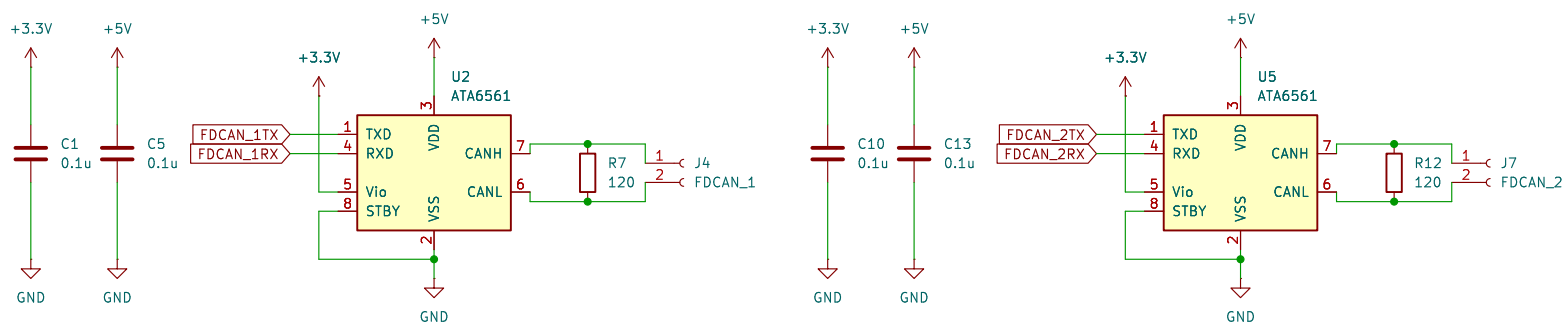 +3.3V
+5V
C1
0.1u
C5
0.1u
GND
GND
+5V
+3.3V
U2
ATA6561
FDCAN_1TX
FDCAN_1RX
1
4
5
8
3
2
7
6
TXD
RXD
Vio
STBY
VDD
VSS
CANH
CANL
R7
120
1
2
J4
FDCAN_1
GND
+3.3V
+5V
C10
0.1u
C13
0.1u
GND
GND
+5V
+3.3V
U5
ATA6561
FDCAN_2TX
FDCAN_2RX
1
4
5
8
3
2
7
6
TXD
RXD
Vio
STBY
VDD
VSS
CANH
CANL
R12
120
1
2
J7
FDCAN_2
GND